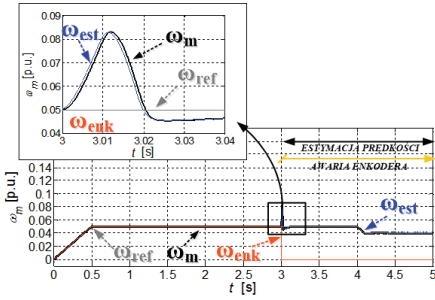 0.09
0.08
0.07
0.06
0.05
0.04
ω_m [p.u.]
ω_est
ω_m
ω_ref
ω_enk
3 3.01 3.02 3.03 3.04
t [s]
ESTYMACJA PRĘDKOŚCI
AWARIA ENKODERA
0.14
0.12
0.1
0.08
0.06
0.04
0.02
0
ω_m [p.u.]
ω_ref
ω_m
ω_enk
ω_est
0 0.5 1 1.5 2 2.5 3 3.5 4 4.5 5
t [s]